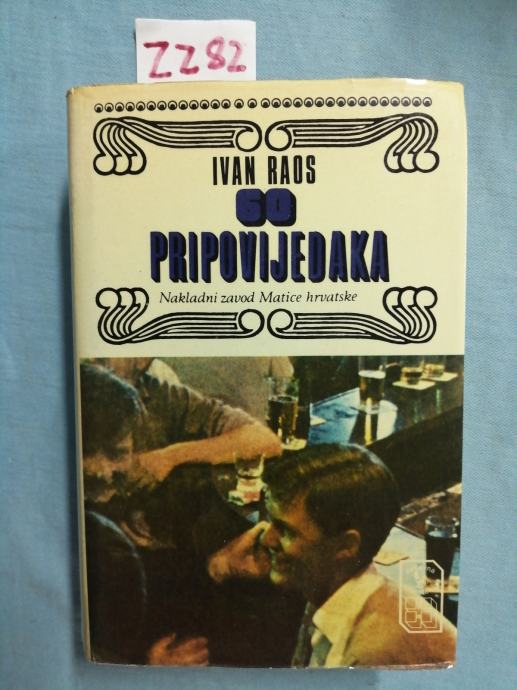 ZZ82
IVAN RAOS
60
PRIPOVIJEDAKA
Nakladni zavod Matice hrvatske